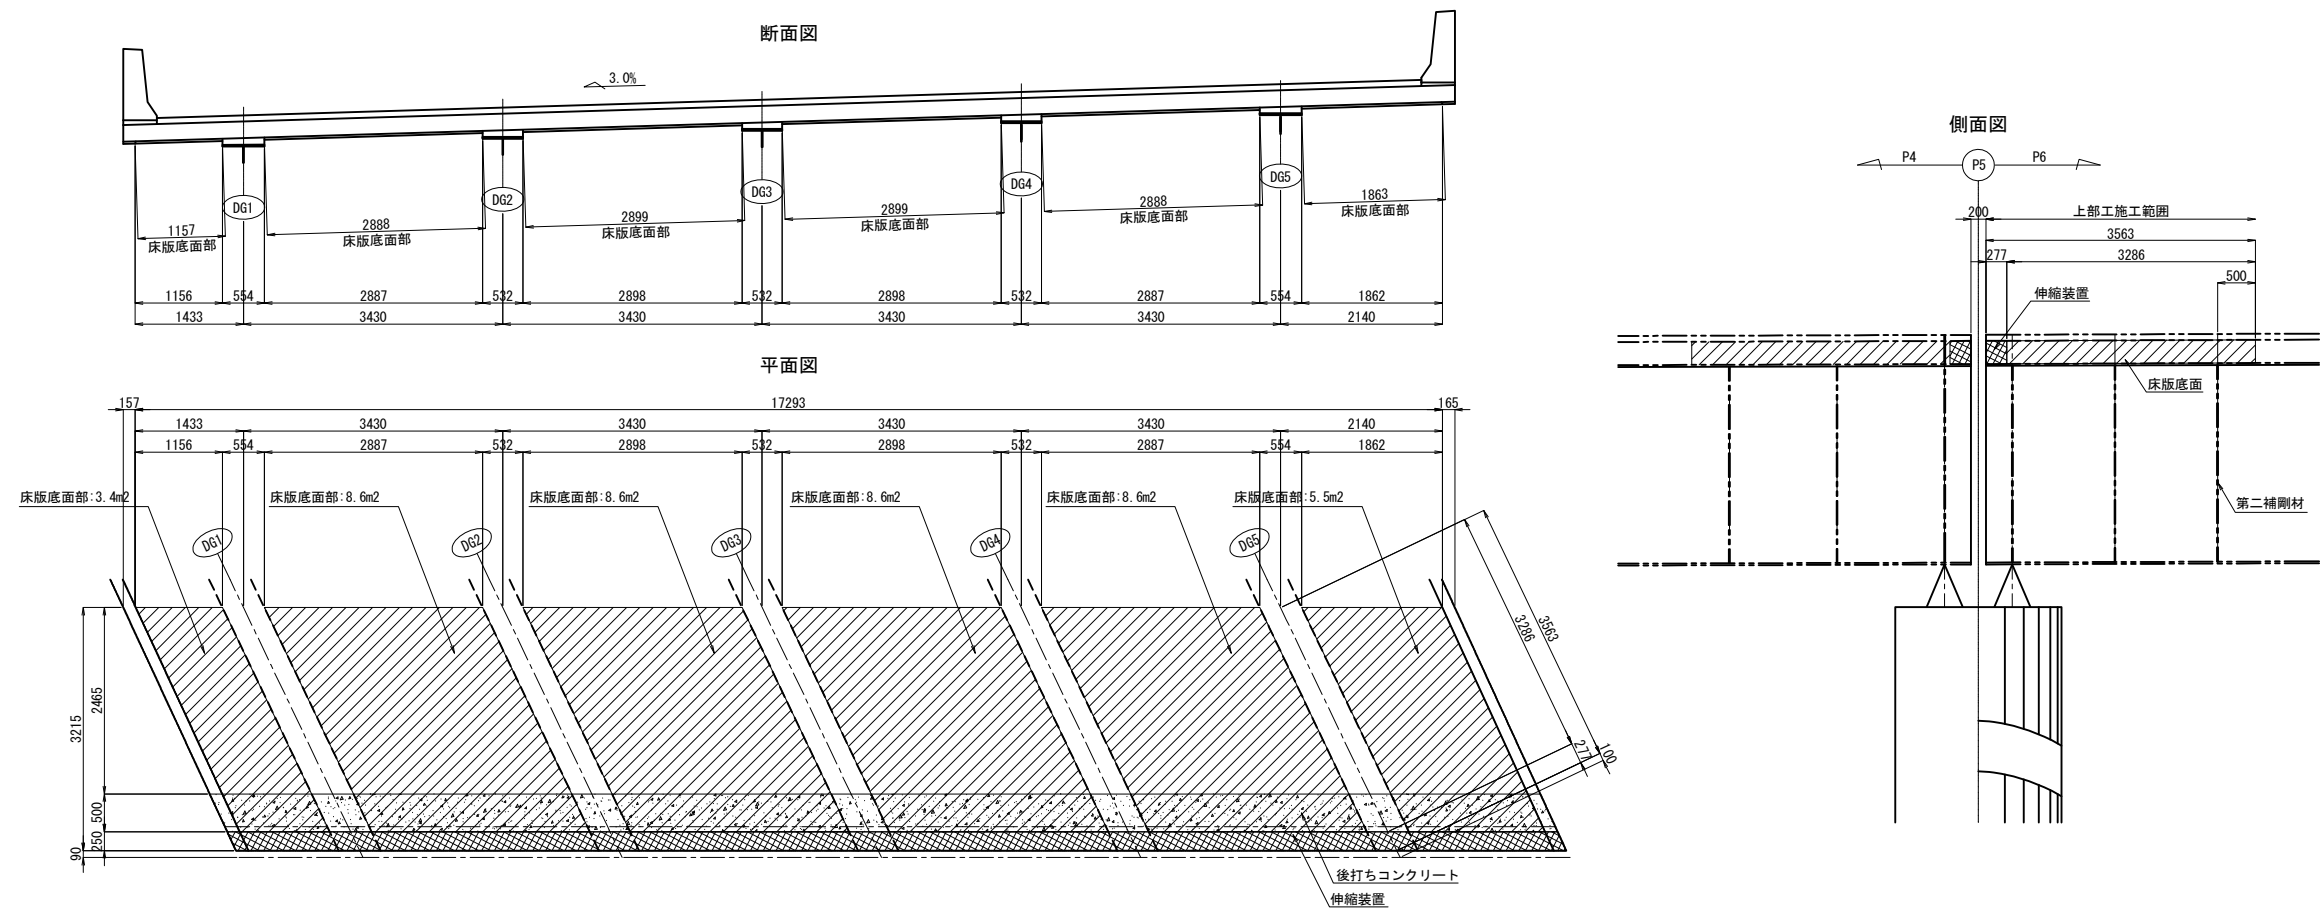 断面図
3.0%
DG1
DG2
DG3
DG4
DG5
1157
床版底面部
2888
床版底面部
2899
床版底面部
2899
床版底面部
2888
床版底面部
1863
床版底面部
1156 554 2887 532 2898 532 2898 532 2887 554 1862
1433 3430 3430 3430 3430 2140
平面図
157 17293 165
1433 3430 3430 3430 3430 2140
1156 554 2887 532 2898 532 2898 532 2887 554 1862
床版底面部:3.4m2
床版底面部:8.6m2
床版底面部:8.6m2
床版底面部:8.6m2
床版底面部:8.6m2
床版底面部:5.5m2
DG1
DG2
DG3
DG4
DG5
3286
3563
277
100
3215
2465
500
250
90
後打ちコンクリート
伸縮装置
側面図
P4
P5
P6
200
上部工施工範囲
3563
277 3286
500
伸縮装置
床版底面
第二補剛材